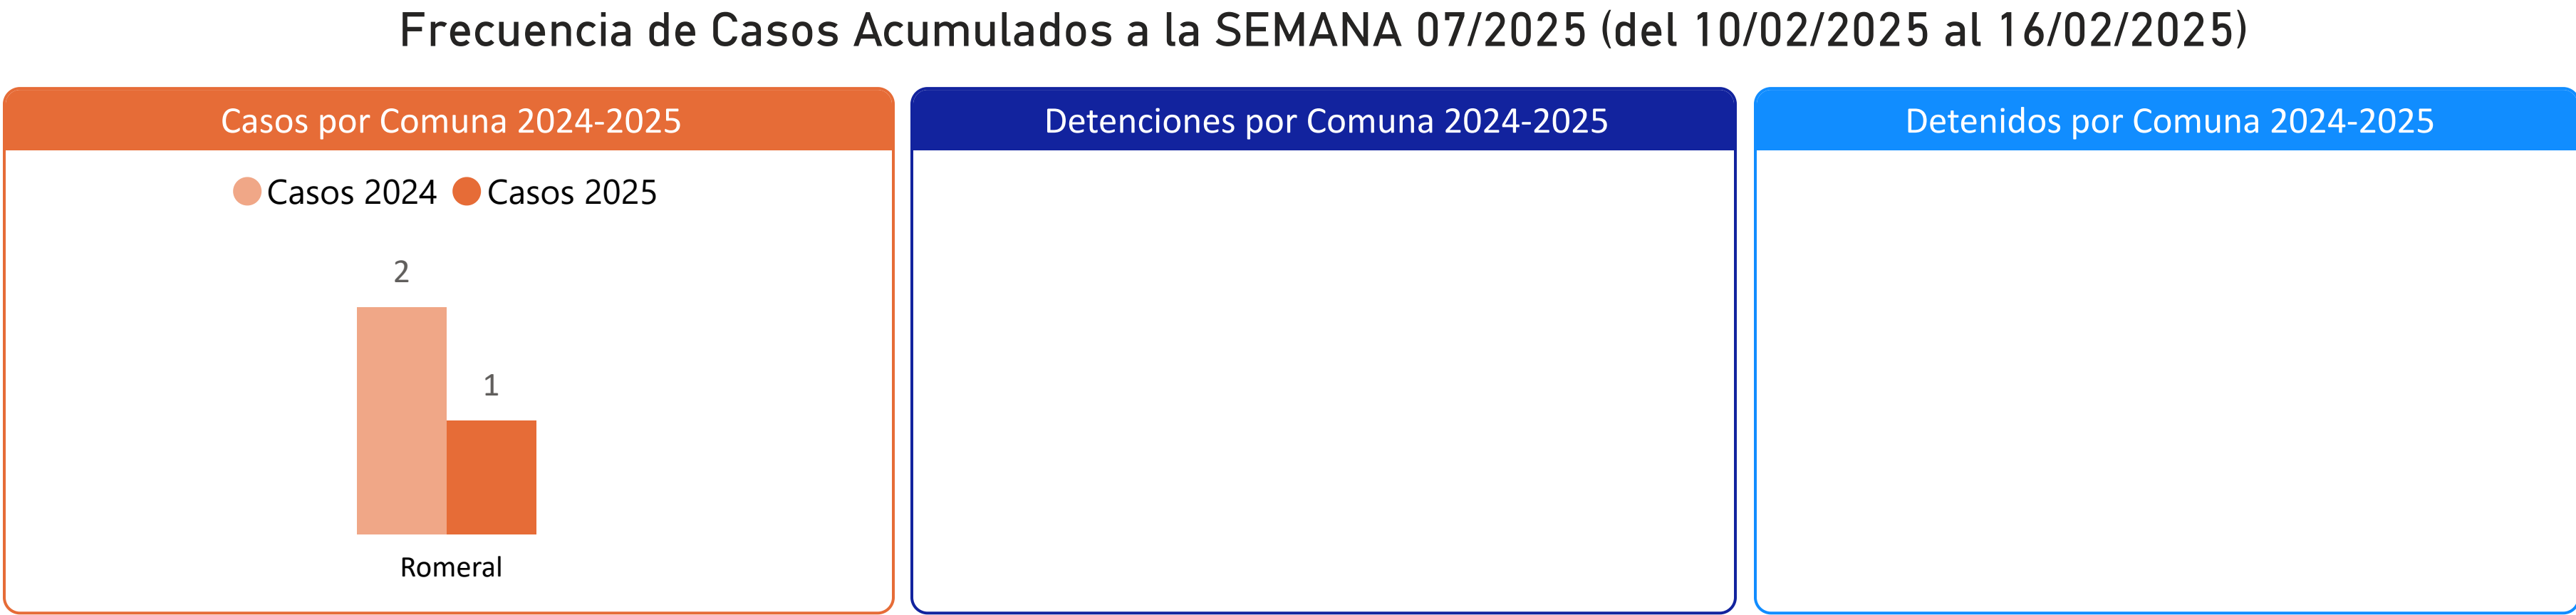 Frecuencia de Casos Acumulados a la SEMANA 07/2025 (del 10/02/2025 al 16/02/2025)
Casos por Comuna 2024-2025
Casos 2024 Casos 2025
2
1
Romeral
Detenciones por Comuna 2024-2025
Detenidos por Comuna 2024-2025